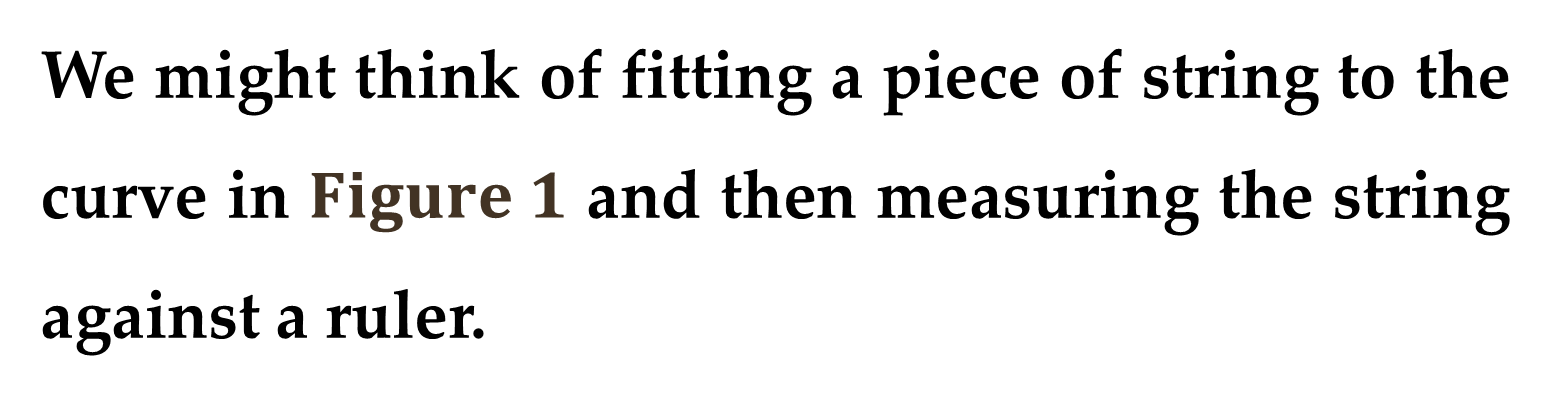 We might think of fitting a piece of string to the
curve in Figure 1 and then measuring the string
against a ruler.